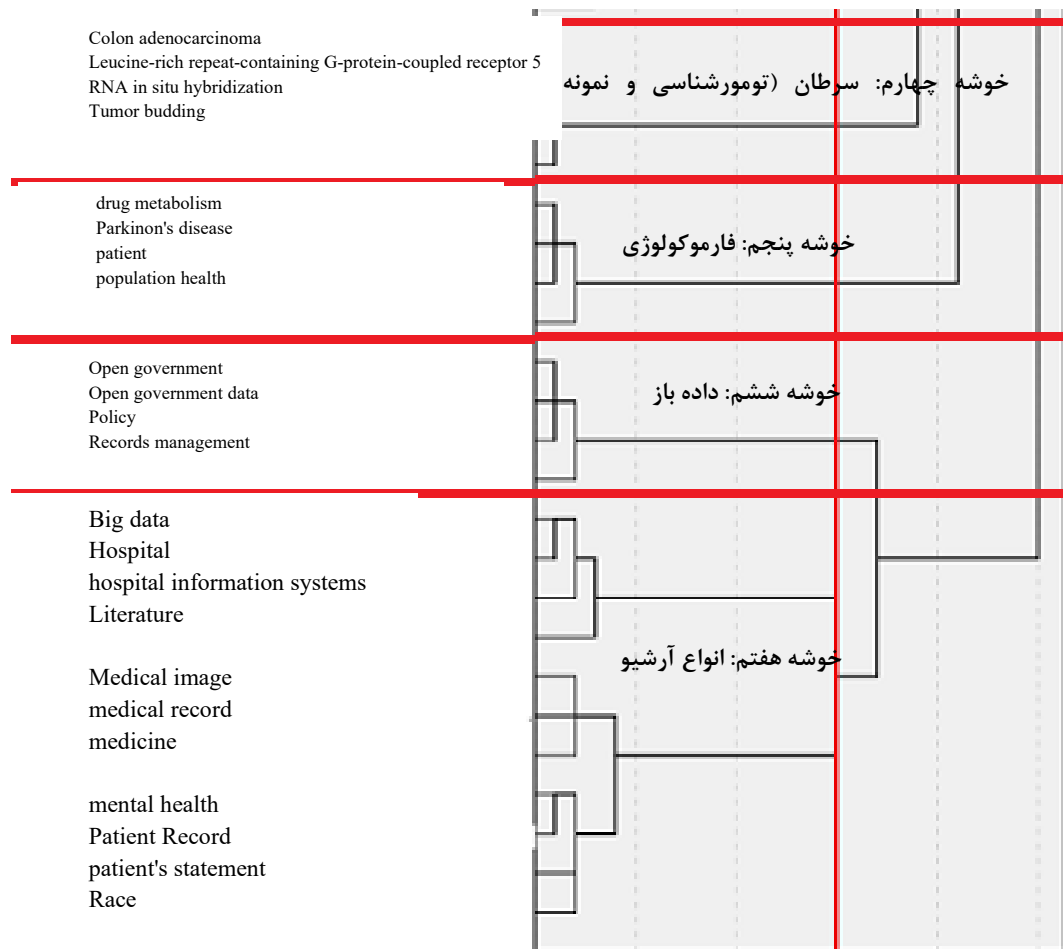 Colon adenocarcinoma
Leucine-rich repeat-containing G-protein-coupled receptor 5
RNA in situ hybridization
Tumor budding
خوشه چهارم: سرطان (تومورشناسی و نمونه
drug metabolism
Parkinon's disease
patient
population health
خوشه پنجم: فارموکولوژی
Open government
Open government data
Policy
Records management
خوشه ششم: داده باز
Big data
Hospital
hospital information systems
Literature
Medical image
medical record
medicine
mental health
Patient Record
patient's statement
Race
خوشه هفتم: انواع آرشیو